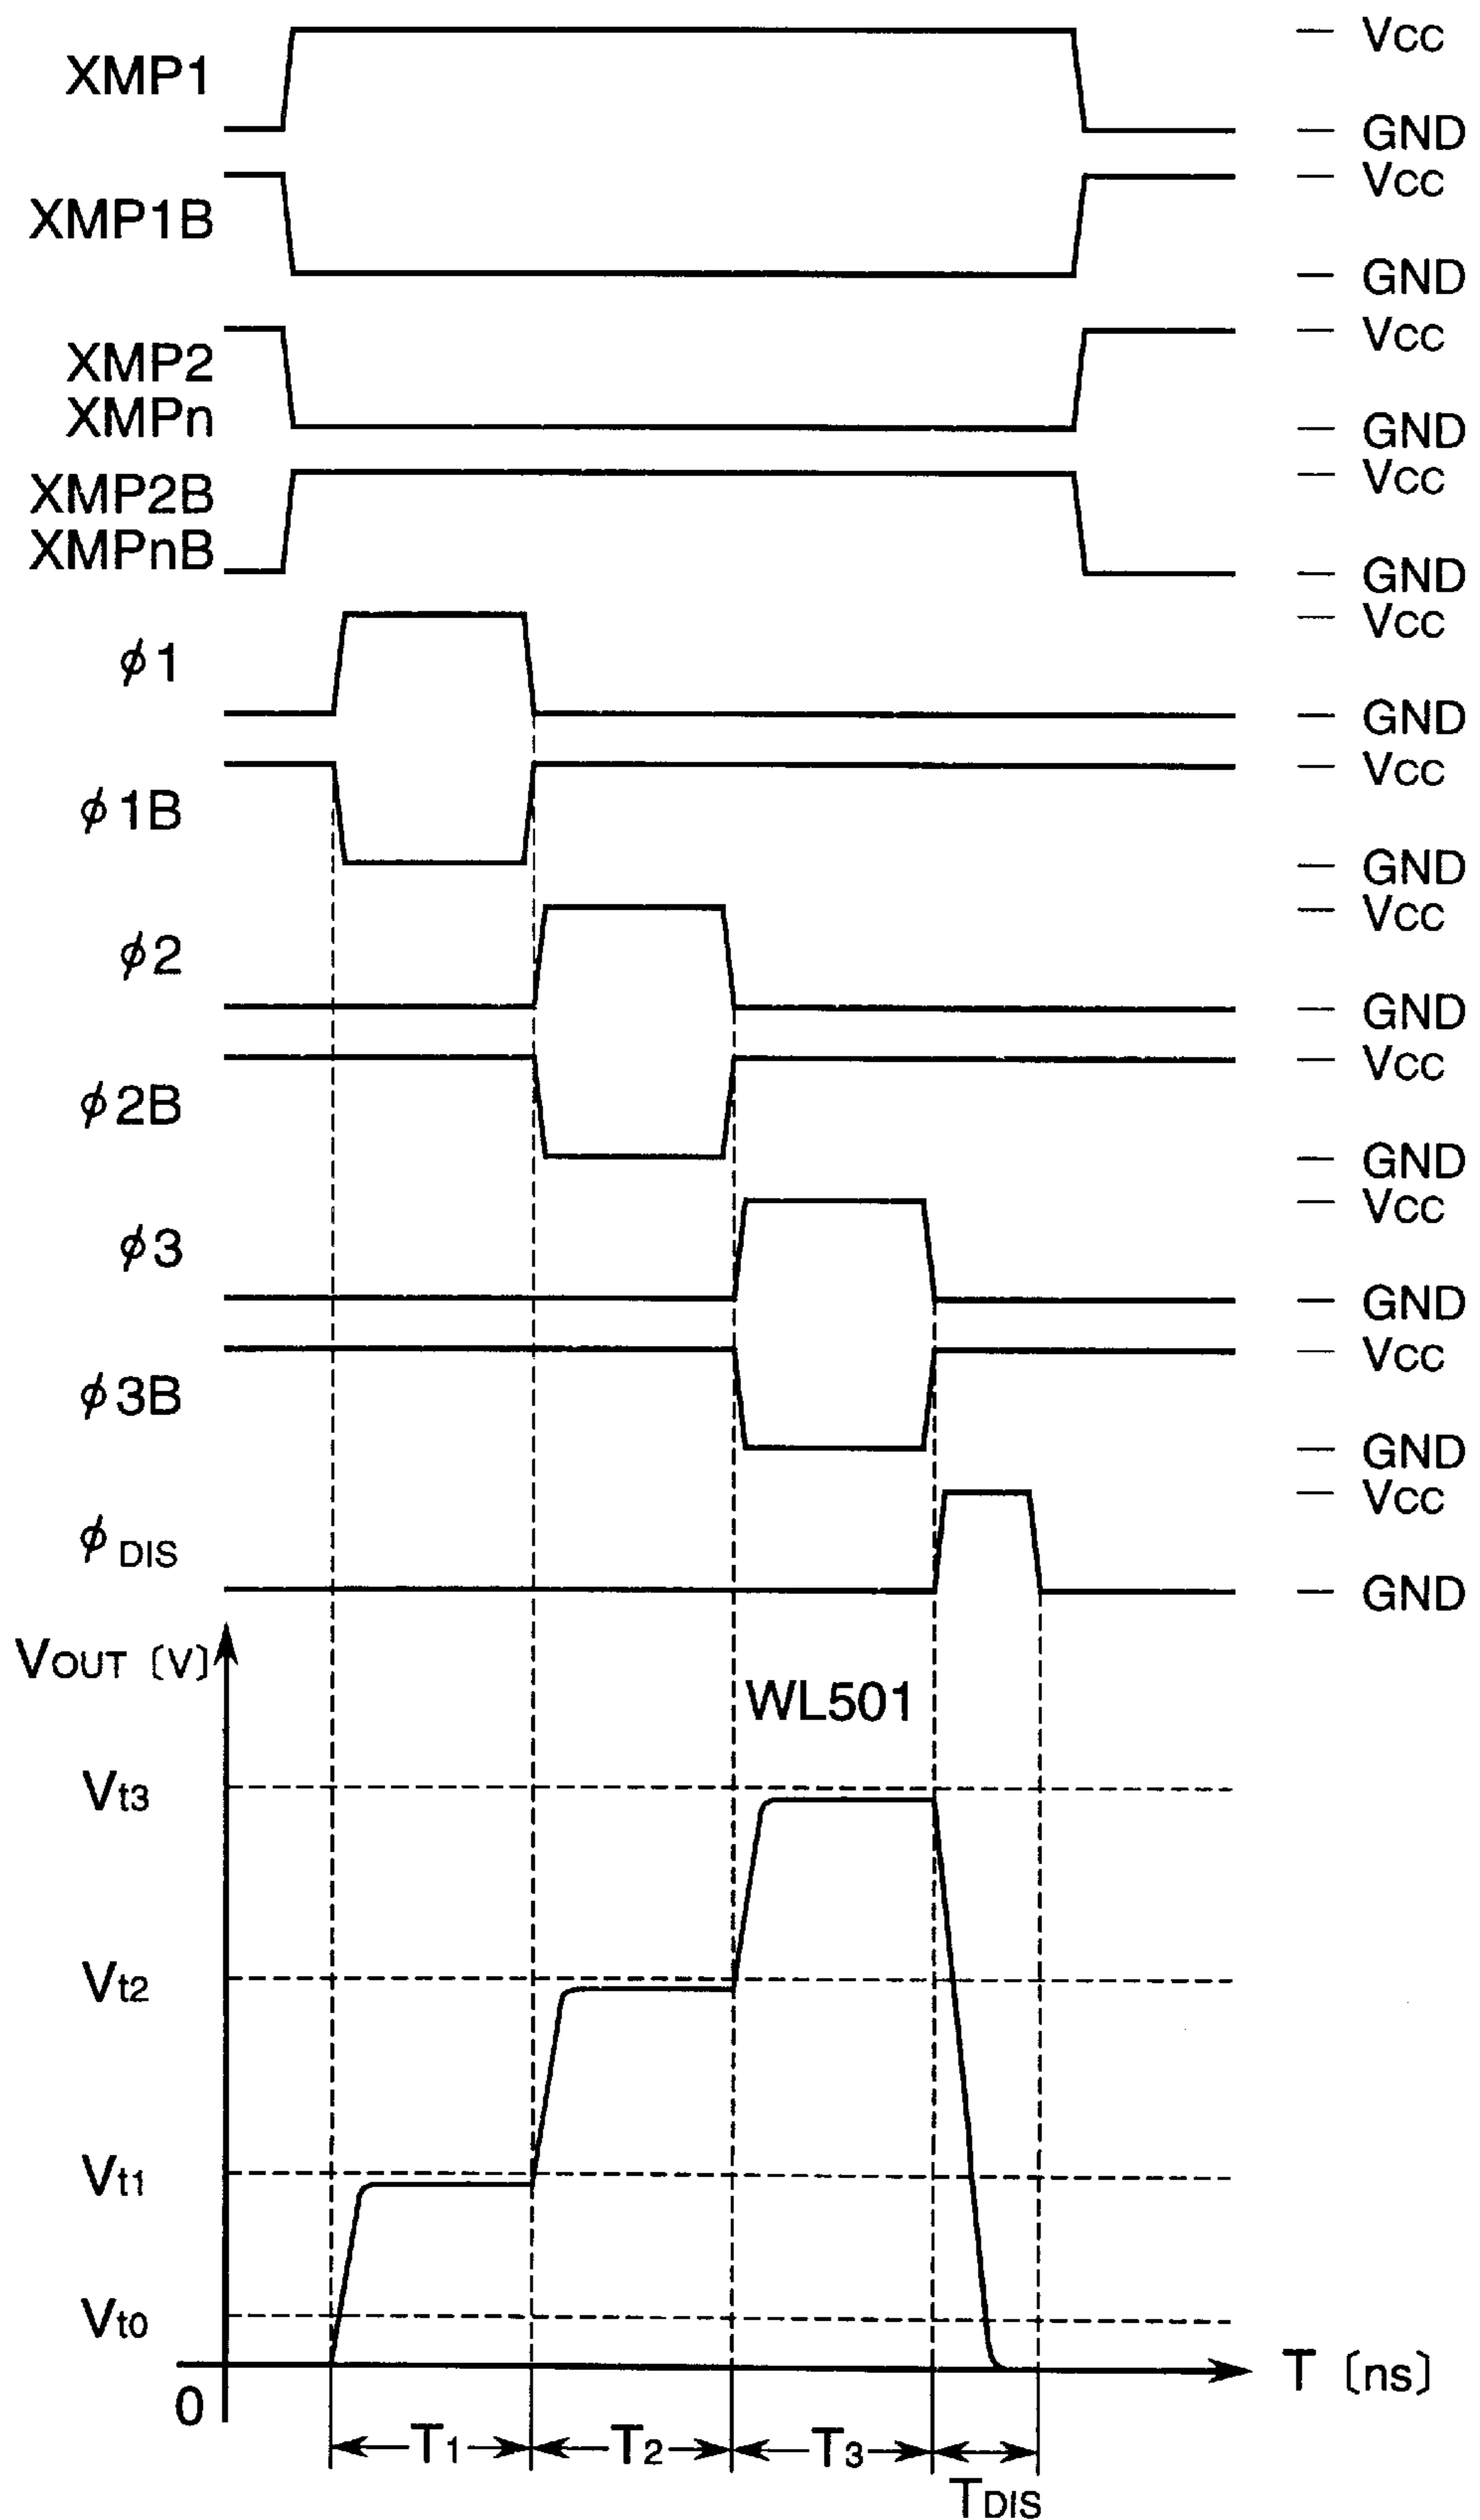 XMP1
Vcc
GND
XMP1B
Vcc
GND
XMP2
XMPn
Vcc
GND
XMP2B
XMPnB
Vcc
GND
ϕ1
Vcc
GND
ϕ1B
Vcc
GND
ϕ2
Vcc
GND
ϕ2B
Vcc
GND
ϕ3
Vcc
GND
ϕ3B
Vcc
GND
ϕDIS
Vcc
GND
VOUT (V)
WL501
Vt3
Vt2
Vt1
Vt0
0
T (ns)
T1
T2
T3
TDIS